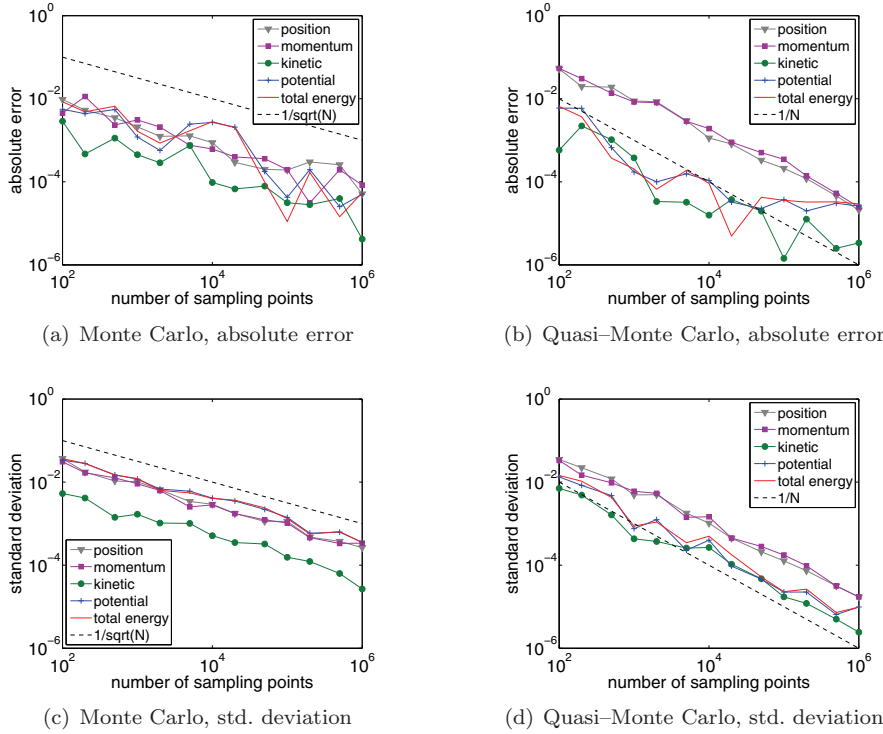 10^0
10^-2
10^-4
10^-6
absolute error
position
momentum
kinetic
potential
total energy
1/sqrt(N)
10^2
10^4
10^6
number of sampling points
(a) Monte Carlo, absolute error
10^0
10^-2
10^-4
10^-6
absolute error
position
momentum
kinetic
potential
total energy
1/N
10^2
10^4
10^6
number of sampling points
(b) Quasi–Monte Carlo, absolute error
10^0
10^-2
10^-4
10^-6
standard deviation
position
momentum
kinetic
potential
total energy
1/sqrt(N)
10^2
10^4
10^6
number of sampling points
(c) Monte Carlo, std. deviation
10^0
10^-2
10^-4
10^-6
standard deviation
position
momentum
kinetic
potential
total energy
1/N
10^2
10^4
10^6
number of sampling points
(d) Quasi–Monte Carlo, std. deviation